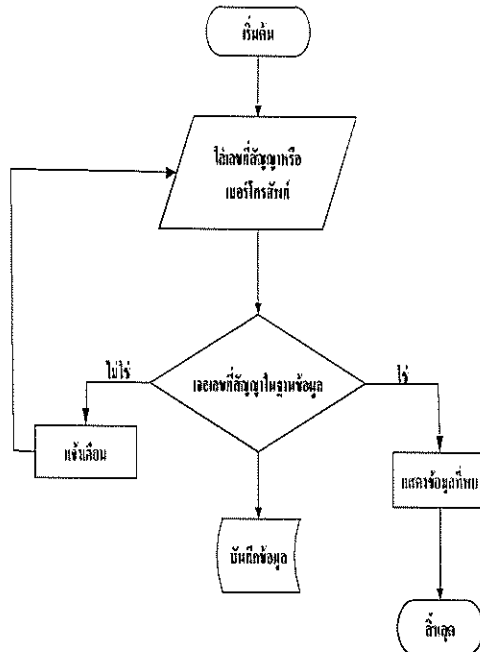 เริ่มต้น
ใส่เลขที่สัญญาหรือ
เบอร์โทรศัพท์
เจอเลขที่สัญญาในฐานข้อมูล
ไม่ใช่
ใช่
แจ้งเตือน
แสดงข้อมูลที่พบ
บันทึกข้อมูล
สิ้นสุด